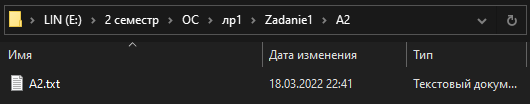 LIN (E:) › 2 семестр › ОС › лр1 › Zadanie1 › A2
Имя Дата изменения Тип
A2.txt 18.03.2022 22:41 Текстовый докум...